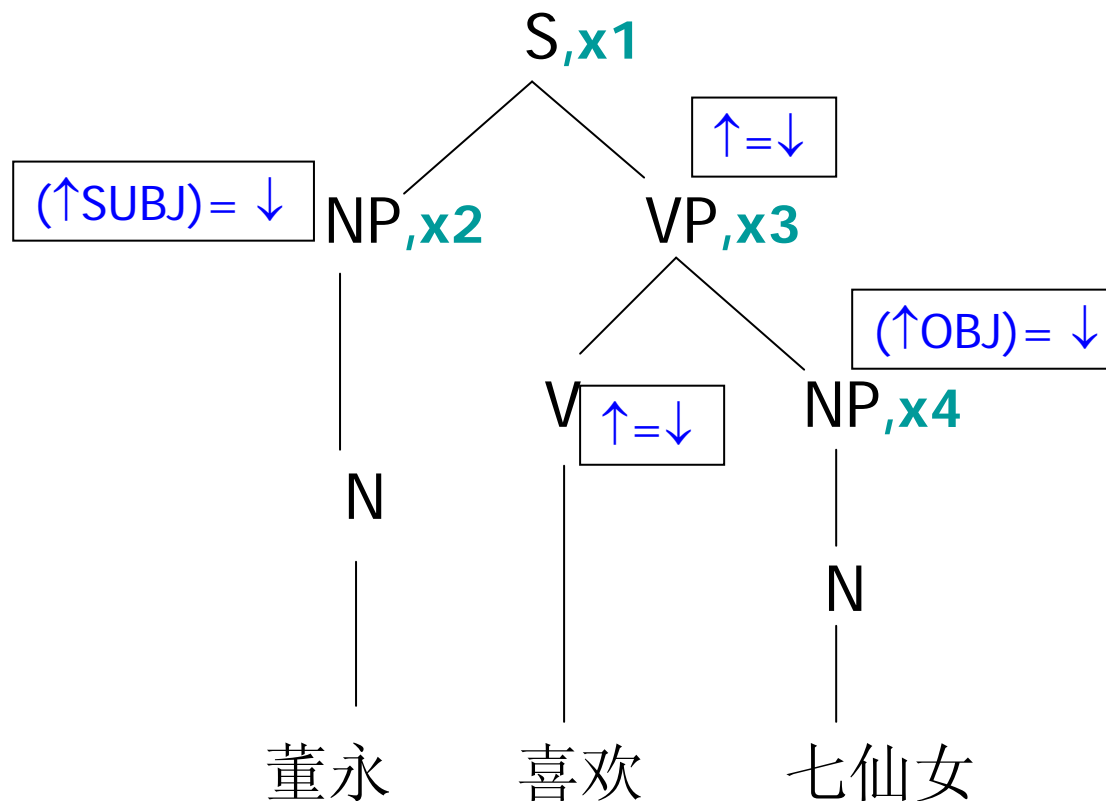 S,x1
↑=↓
(↑SUBJ)= ↓
NP,x2
VP,x3
(↑OBJ)= ↓
V
↑=↓
NP,x4
N
N
董永
喜欢
七仙女